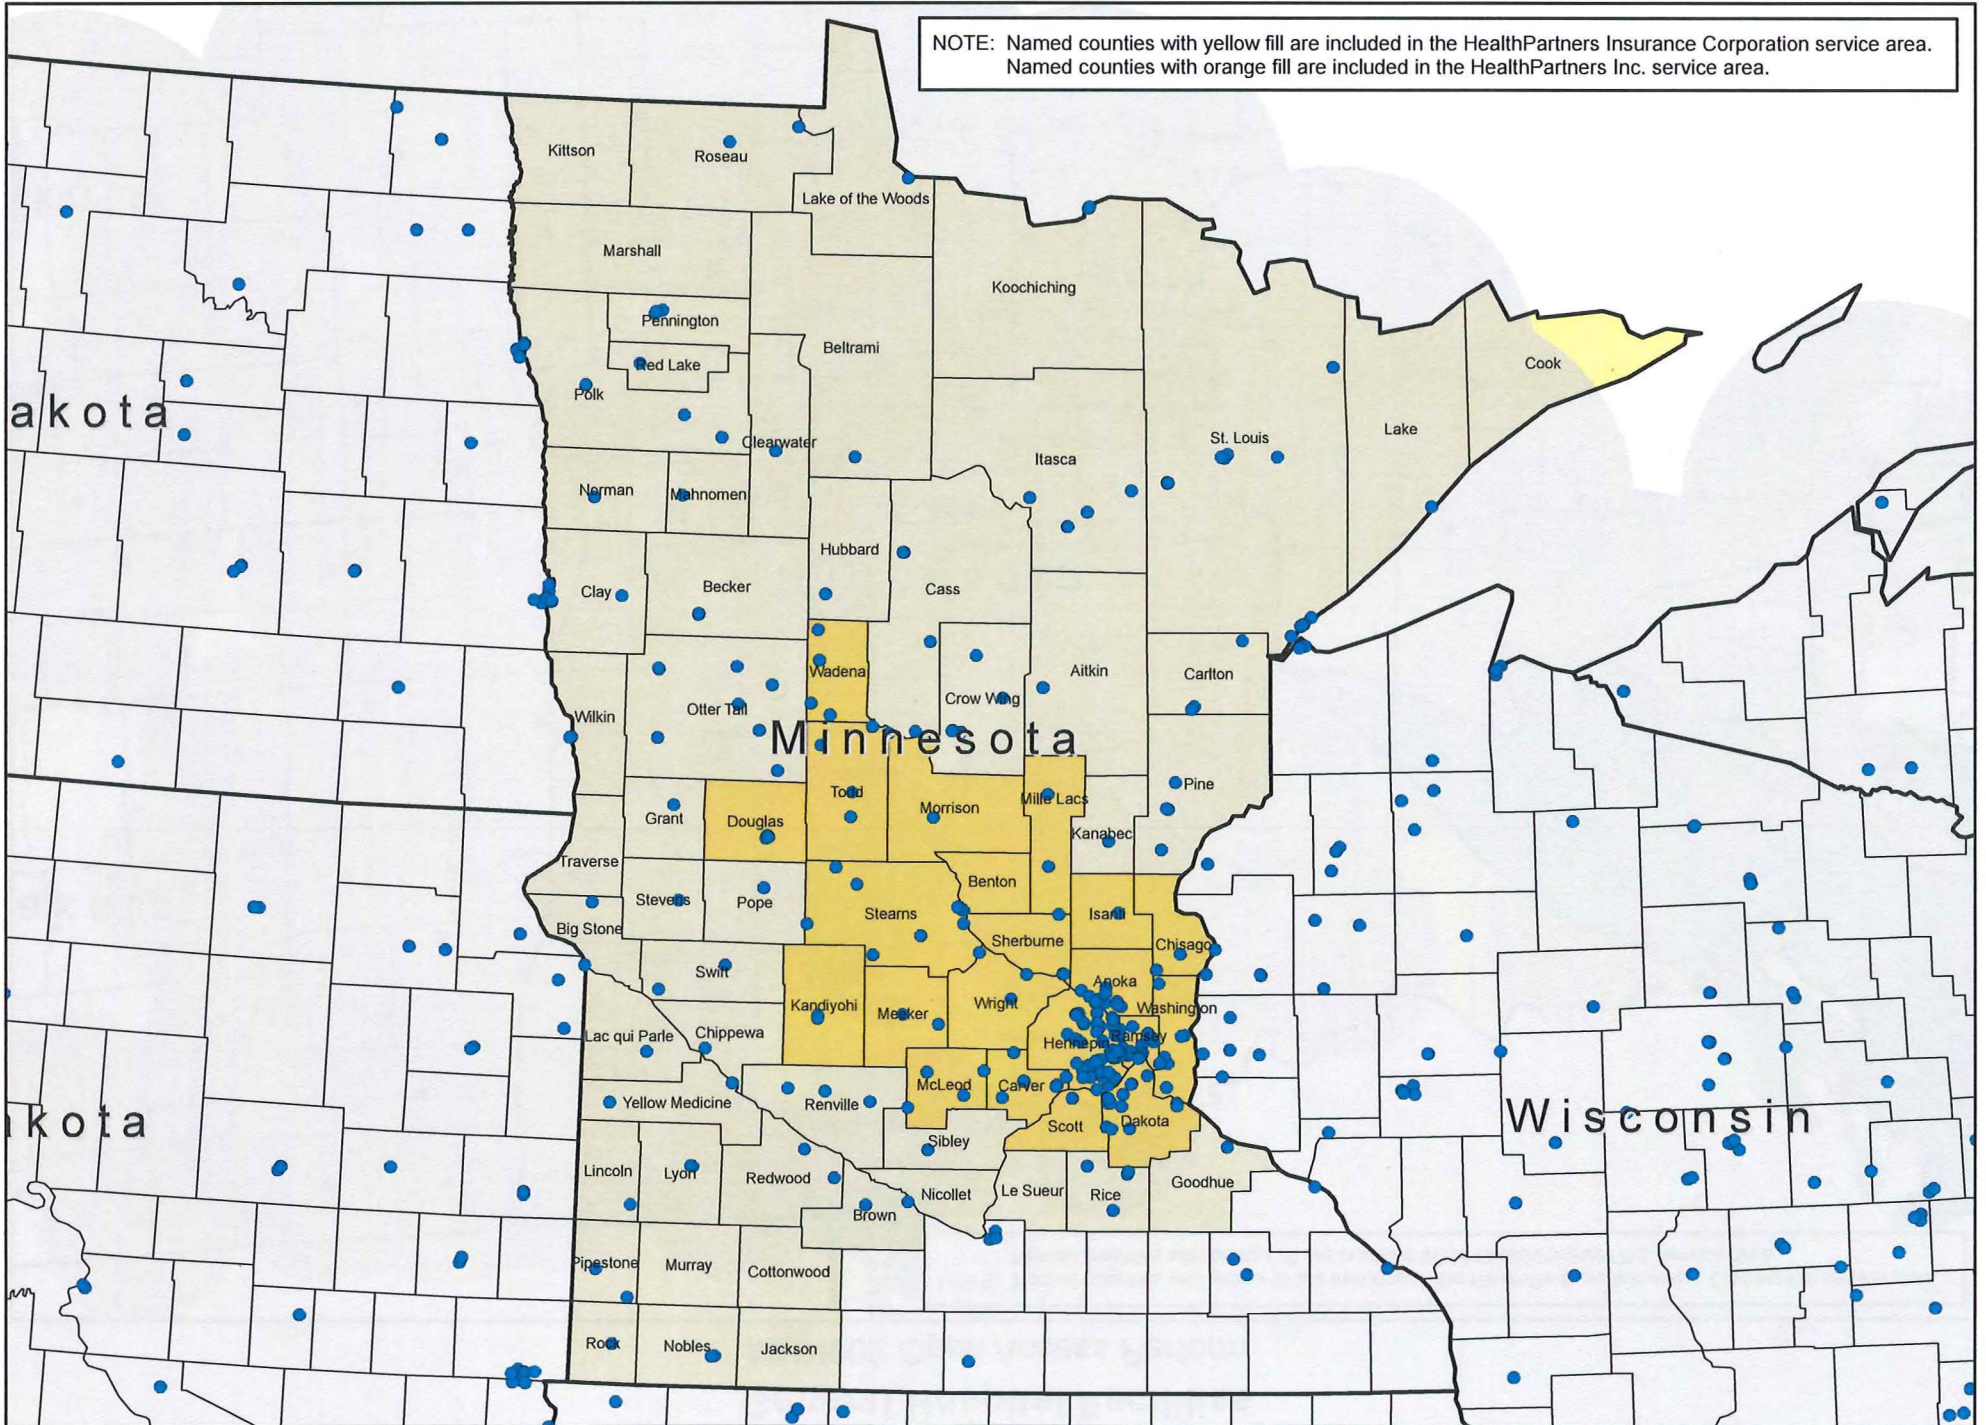 NOTE: Named counties with yellow fill are included in the HealthPartners Insurance Corporation service area.
Named counties with orange fill are included in the HealthPartners Inc. service area.
Kittson
Roseau
Lake of the Woods
Marshall
Koochiching
Pennington
Beltrami
Red Lake
Cook
Polk
akota
Lake
Clearwater
St. Louis
Itasca
Norman
Mahnomen
Hubbard
Clay
Becker
Cass
Wadena
Aitkin
Carlton
Crow Wing
Otter Tail
Wilkin
Minnesota
Pine
Todd
Mille Lacs
Morrison
Grant
Douglas
Kanabec
Traverse
Benton
Stevens
Pope
Stearns
Isanti
Big Stone
Sherburne
Chisago
Swift
Anoka
Kandiyohi
Wright
Washington
Meeker
Lac qui Parle
Chippewa
Ramsey
Hennepin
McLeod
Carver
Yellow Medicine
Renville
Wisconsin
kota
Scott
Dakota
Sibley
Lincoln
Lyon
Redwood
Le Sueur
Rice
Goodhue
Nicollet
Brown
Pipestone
Murray
Cottonwood
Rock
Nobles
Jackson